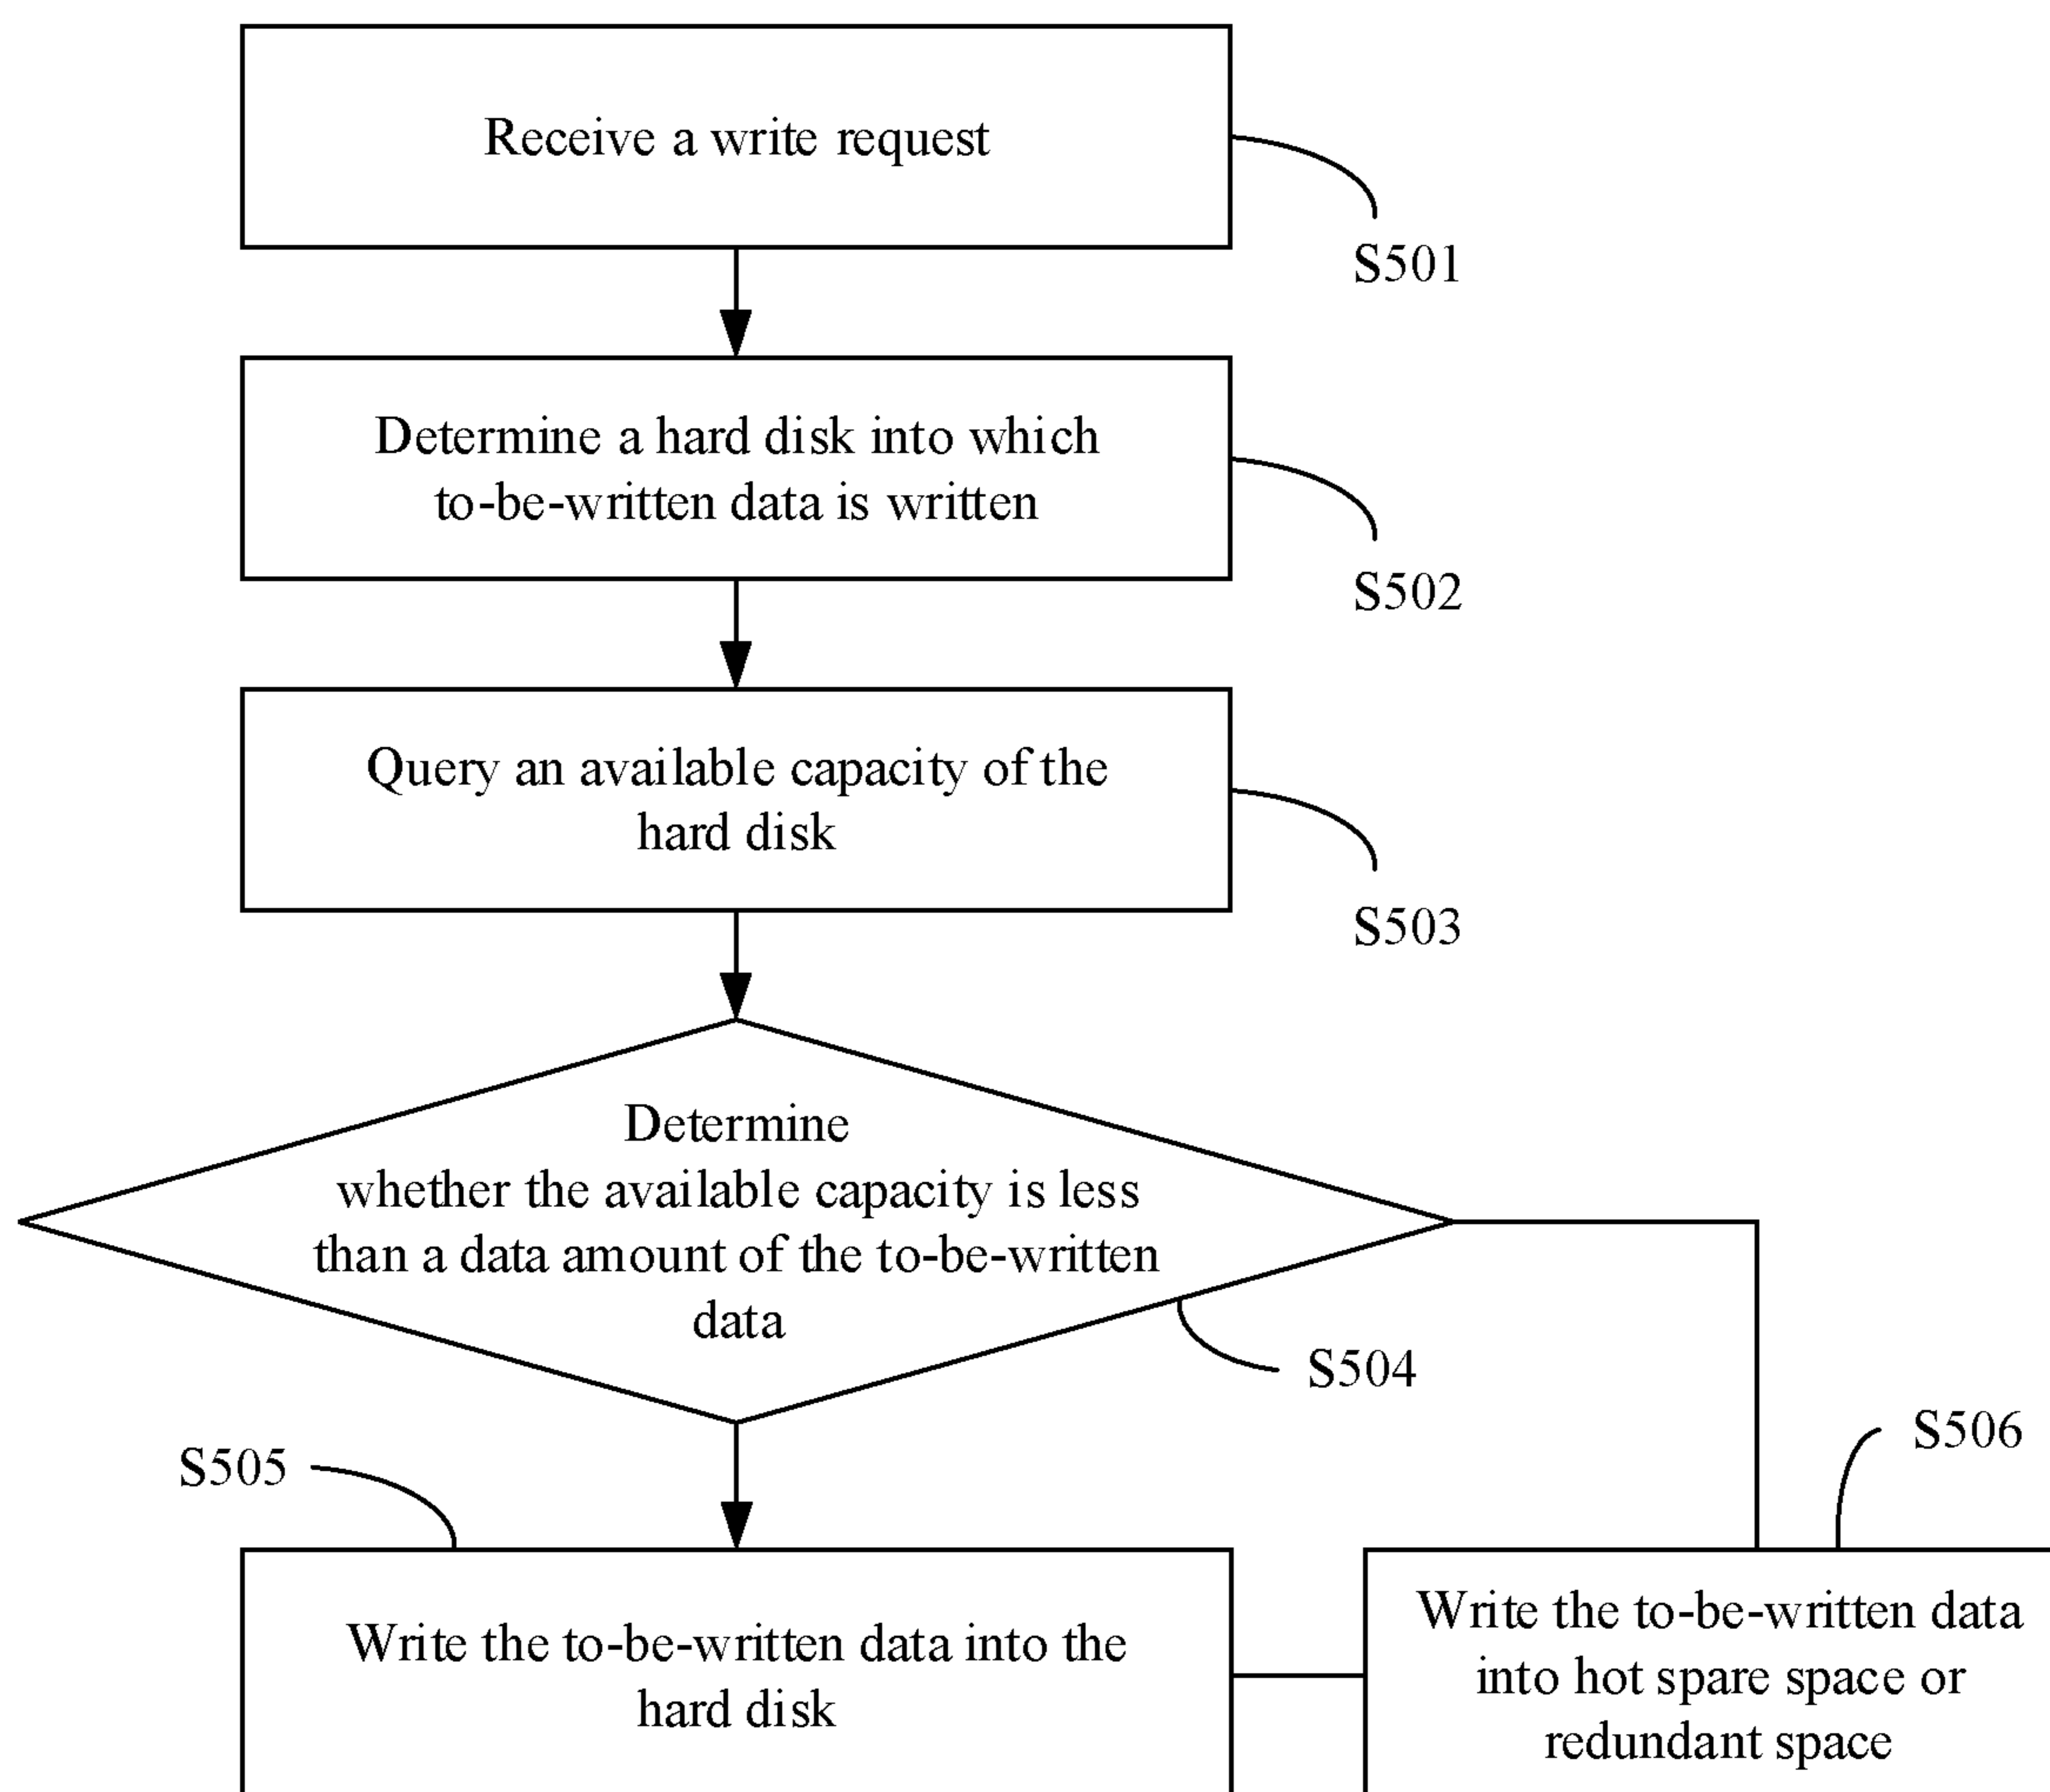 Receive a write request
S501
Determine a hard disk into which
to-be-written data is written
S502
Query an available capacity of the
hard disk
S503
Determine
whether the available capacity is less
than a data amount of the to-be-written
data
S504
S505
S506
Write the to-be-written data into the
hard disk
Write the to-be-written data
into hot spare space or
redundant space